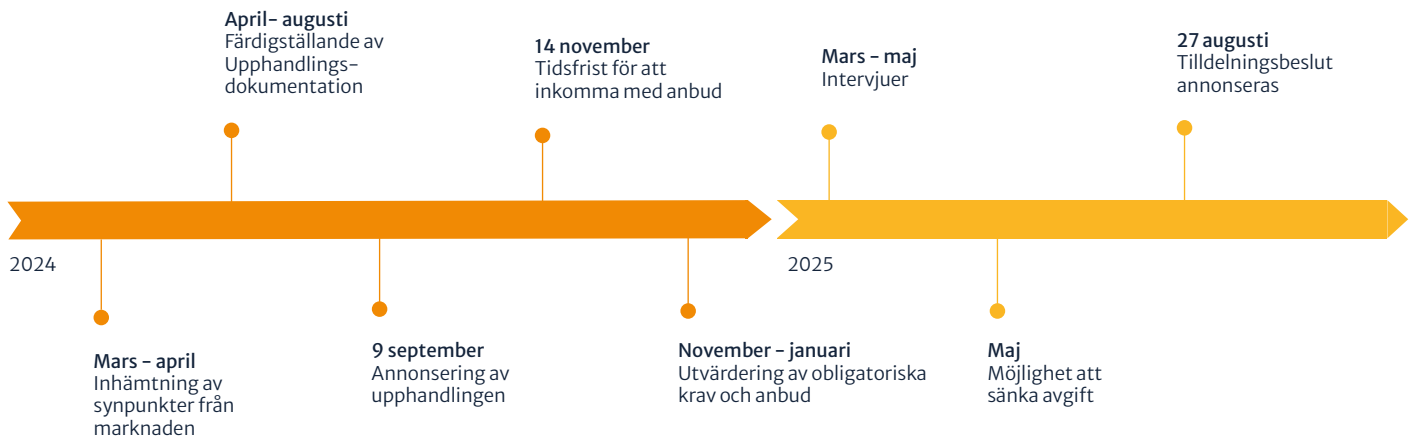 April– augusti
Färdigställande av
Upphandlings-
dokumentation
14 november
Tidsfrist för att
inkomma med anbud
Mars – maj
Intervjuer
27 augusti
Tilldelningsbeslut
annonseras
2024
2025
Mars – april
Inhämtning av
synpunkter från
marknaden
9 september
Annonsering av
upphandlingen
November – januari
Utvärdering av obligatoriska
krav och anbud
Maj
Möjlighet att
sänka avgift